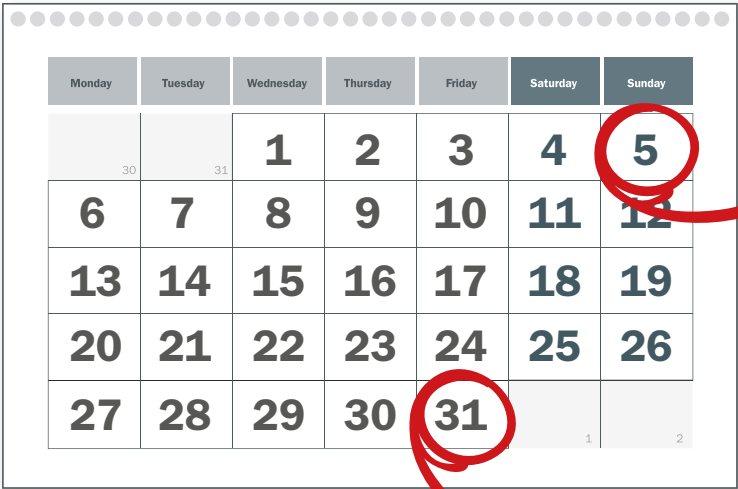 Monday Tuesday Wednesday Thursday Friday Saturday Sunday
30 31 1 2 3 4 5
6 7 8 9 10 11 12
13 14 15 16 17 18 19
20 21 22 23 24 25 26
27 28 29 30 31 1 2